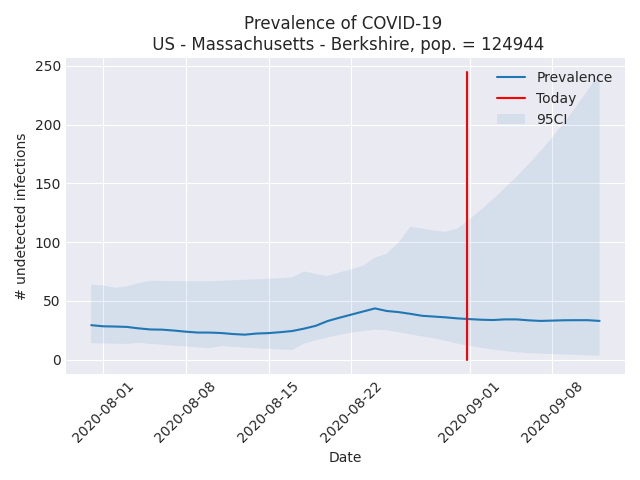 Prevalence of COVID-19
US - Massachusetts - Berkshire, pop. = 124944
# undetected infections
250
200
150
100
50
0
Prevalence
Today
95CI
2020-08-01
2020-08-08
2020-08-15
2020-08-22
2020-09-01
2020-09-08
Date